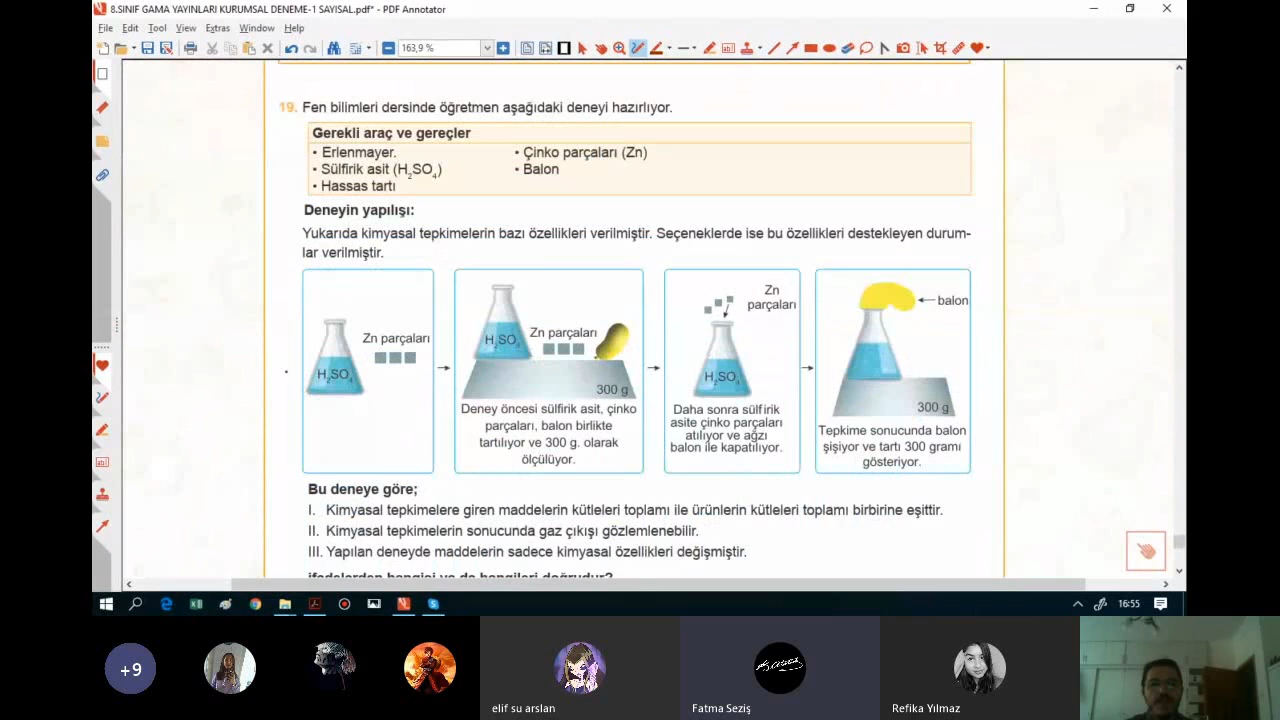 8.SINIF GAMA YAYINLARI KURUMSAL DENEME-1 SAYISAL.pdf* - PDF Annotator
File Edit Tool View Extras Window Help
163,9 %
19. Fen bilimleri dersinde öğretmen aşağıdaki deneyi hazırlıyor.
Gerekli araç ve gereçler
• Erlenmayer. • Çinko parçaları (Zn)
• Sülfirik asit (H2SO4) • Balon
• Hassas tartı
Deneyin yapılışı:
Yukarıda kimyasal tepkimelerin bazı özellikleri verilmiştir. Seçeneklerde ise bu özellikleri destekleyen durum-
lar verilmiştir.
Zn parçaları
H2SO4
H2SO4
Zn parçaları
300 g
Deney öncesi sülfirik asit, çinko
parçaları, balon birlikte
tartılıyor ve 300 g. olarak
ölçülüyor.
Zn
parçaları
H2SO4
Daha sonra sülfirik
asite çinko parçaları
atılıyor ve ağzı
balon ile kapatılıyor.
balon
300 g
Tepkime sonucunda balon
şişiyor ve tartı 300 gramı
gösteriyor.
Bu deneye göre;
I. Kimyasal tepkimelere giren maddelerin kütleleri toplamı ile ürünlerin kütleleri toplamı birbirine eşittir.
II. Kimyasal tepkimelerin sonucunda gaz çıkışı gözlemlenebilir.
III. Yapılan deneyde maddelerin sadece kimyasal özellikleri değişmiştir.
ifadelerden hangisi ya da hangileri doğrudur?
16:55
+9
elif su arslan
Fatma Seziş
Refika Yılmaz